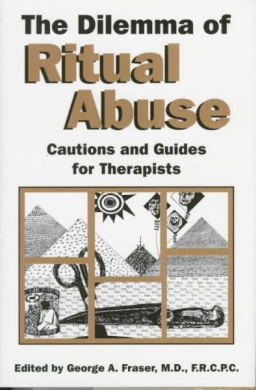 The Dilemma of
Ritual
Abuse
Cautions and Guides
for Therapists
Edited by George A. Fraser, M.D., F.R.C.P.C.